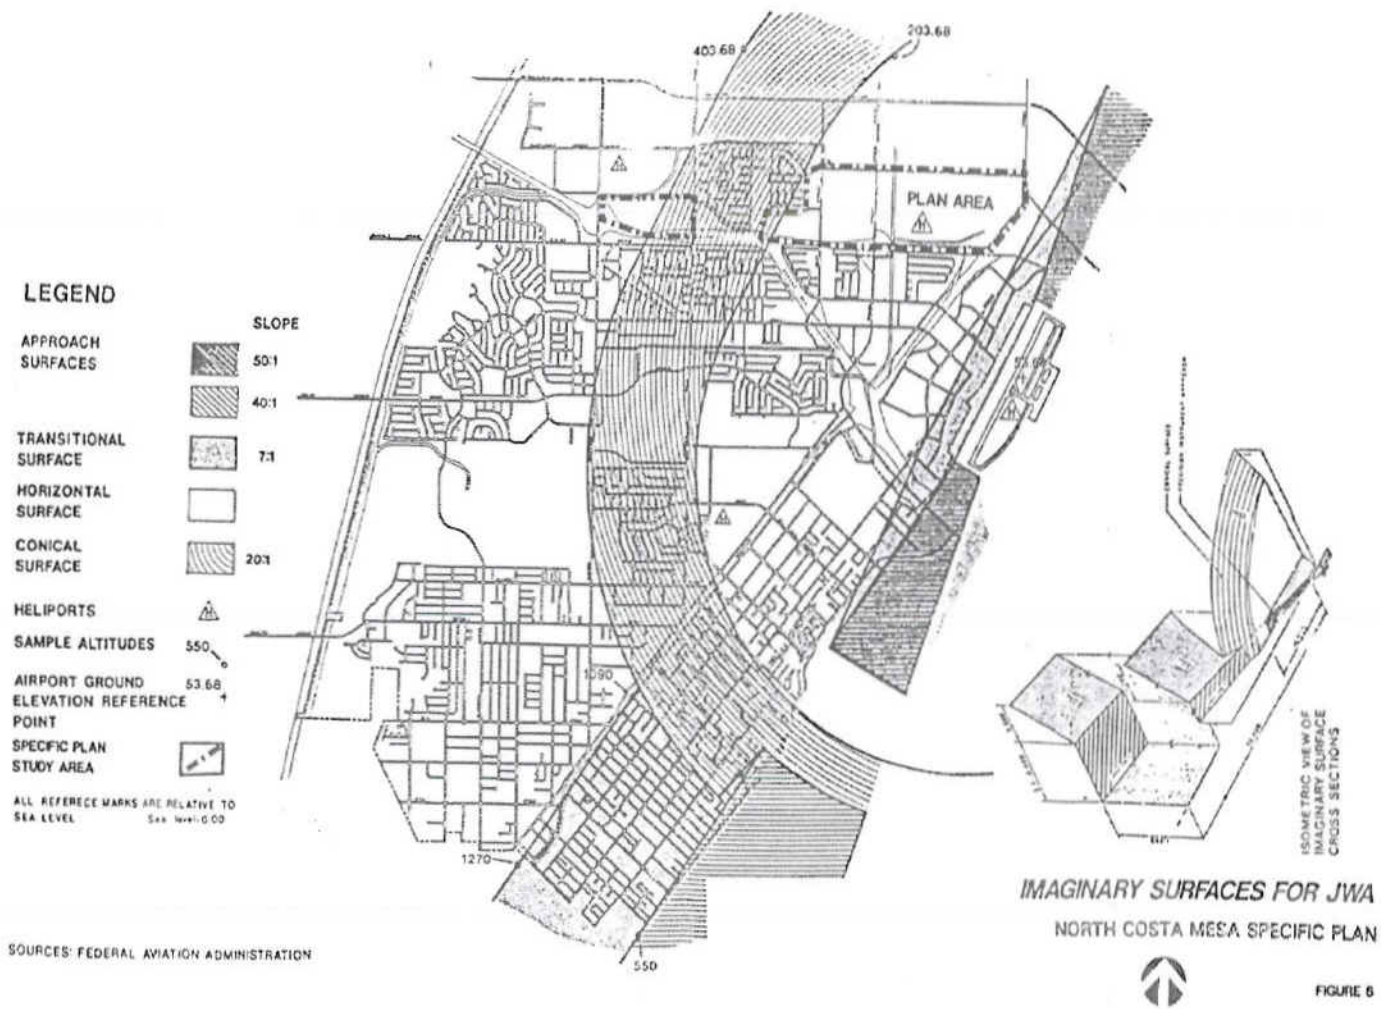 403.68
203.68
PLAN AREA
LEGEND
SLOPE
APPROACH
SURFACES
50:1
40:1
TRANSITIONAL
SURFACE
7:1
HORIZONTAL
SURFACE
CONICAL
SURFACE
20:1
HELIPORTS
SAMPLE ALTITUDES
550
AIRPORT GROUND
ELEVATION REFERENCE
POINT
53.68
SPECIFIC PLAN
STUDY AREA
ALL REFERECE MARKS ARE RELATIVE TO
SEA LEVEL Sea level-0.00
1090
1270
550
CONICAL SURFACE
ISOMETRIC VIEW OF
IMAGINARY SURFACE
CROSS SECTIONS
IMAGINARY SURFACES FOR JWA
NORTH COSTA MESA SPECIFIC PLAN
SOURCES: FEDERAL AVIATION ADMINISTRATION
FIGURE 6